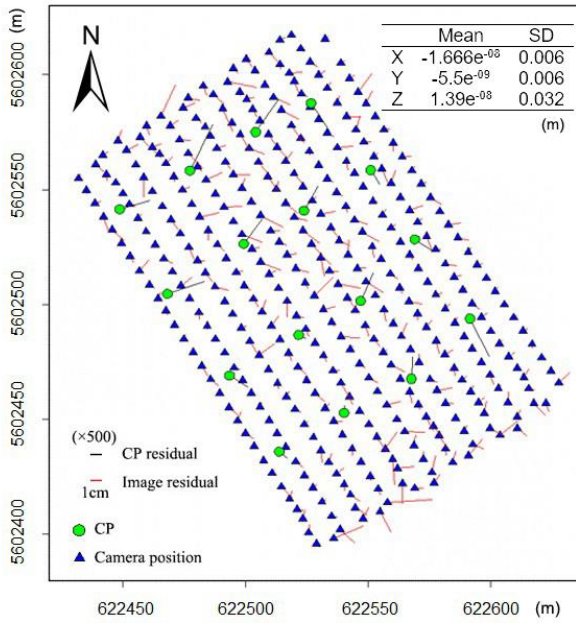 (m)
N
Mean SD
X -1.666e-08 0.006
Y -5.5e-09 0.006
Z 1.39e-08 0.032
(m)
5602600
5602550
5602500
5602450
5602400
(×500)
CP residual
Image residual
1cm
CP
Camera position
622450 622500 622550 622600 (m)